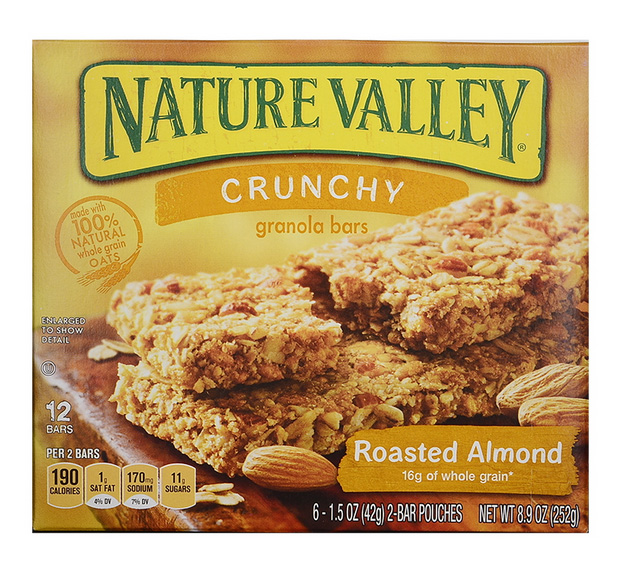 NATURE VALLEY®
CRUNCHY
granola bars
made with
100%
NATURAL
whole grain
OATS
ENLARGED
TO SHOW
DETAIL
U
12
BARS
PER 2 BARS
190
CALORIES
1g
SAT FAT
4% DV
170mg
SODIUM
7% DV
11g
SUGARS
Roasted Almond
16g of whole grain*
6 - 1.5 OZ (42g) 2-BAR POUCHES NET WT 8.9 OZ (252g)